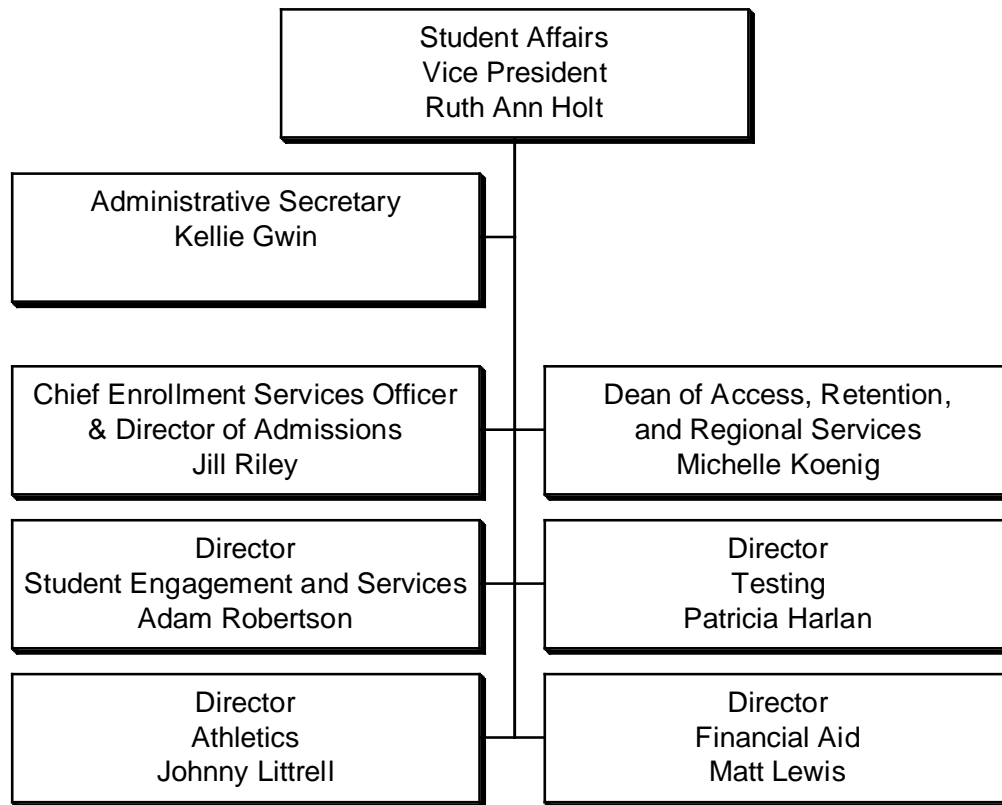 Student Affairs
Vice President
Ruth Ann Holt
Administrative Secretary
Kellie Gwin
Chief Enrollment Services Officer
& Director of Admissions
Jill Riley
Dean of Access, Retention,
and Regional Services
Michelle Koenig
Director
Student Engagement and Services
Adam Robertson
Director
Testing
Patricia Harlan
Director
Athletics
Johnny Littrell
Director
Financial Aid
Matt Lewis